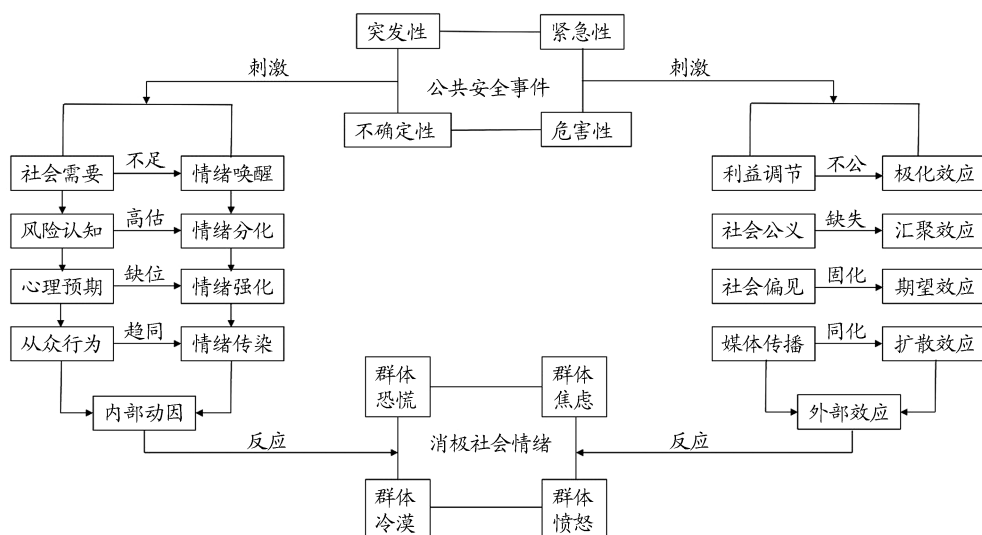 突发性
紧急性
刺激
公共安全事件
刺激
不确定性
危害性
社会需要
不足
情绪唤醒
风险认知
高估
情绪分化
心理预期
缺位
情绪强化
从众行为
趋同
情绪传染
内部动因
反应
利益调节
不公
极化效应
社会公义
缺失
汇聚效应
社会偏见
固化
期望效应
媒体传播
同化
扩散效应
外部效应
反应
群体
恐慌
群体
焦虑
消极社会情绪
群体
冷漠
群体
愤怒